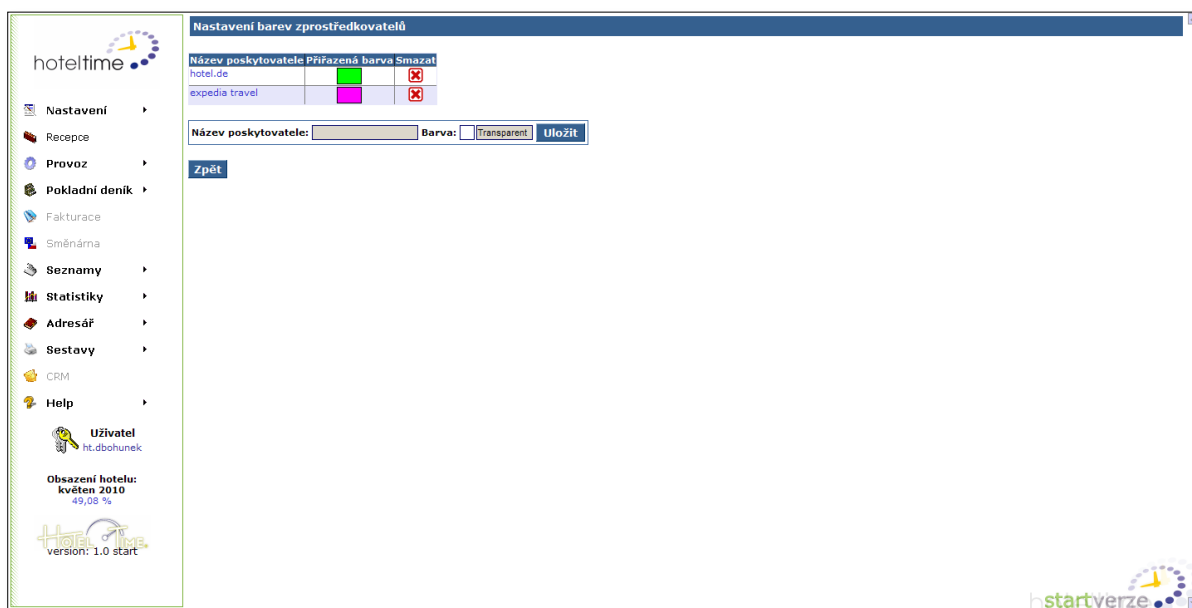 hoteltime
Nastavení
Recepce
Provoz
Pokladní deník
Fakturace
Směnárna
Seznamy
Statistiky
Adresář
Sestavy
CRM
Help
Uživatel
ht.dbohunek
Obsazení hotelu:
květen 2010
49,08 %
HOTEL TIME.
version: 1.0 start
Nastavení barev zprostředkovatelů
Název poskytovatele Přiřazená barva Smazat
hotel.de
expedia travel
Název poskytovatele: Barva: Transparent Uložit
Zpět
startverze